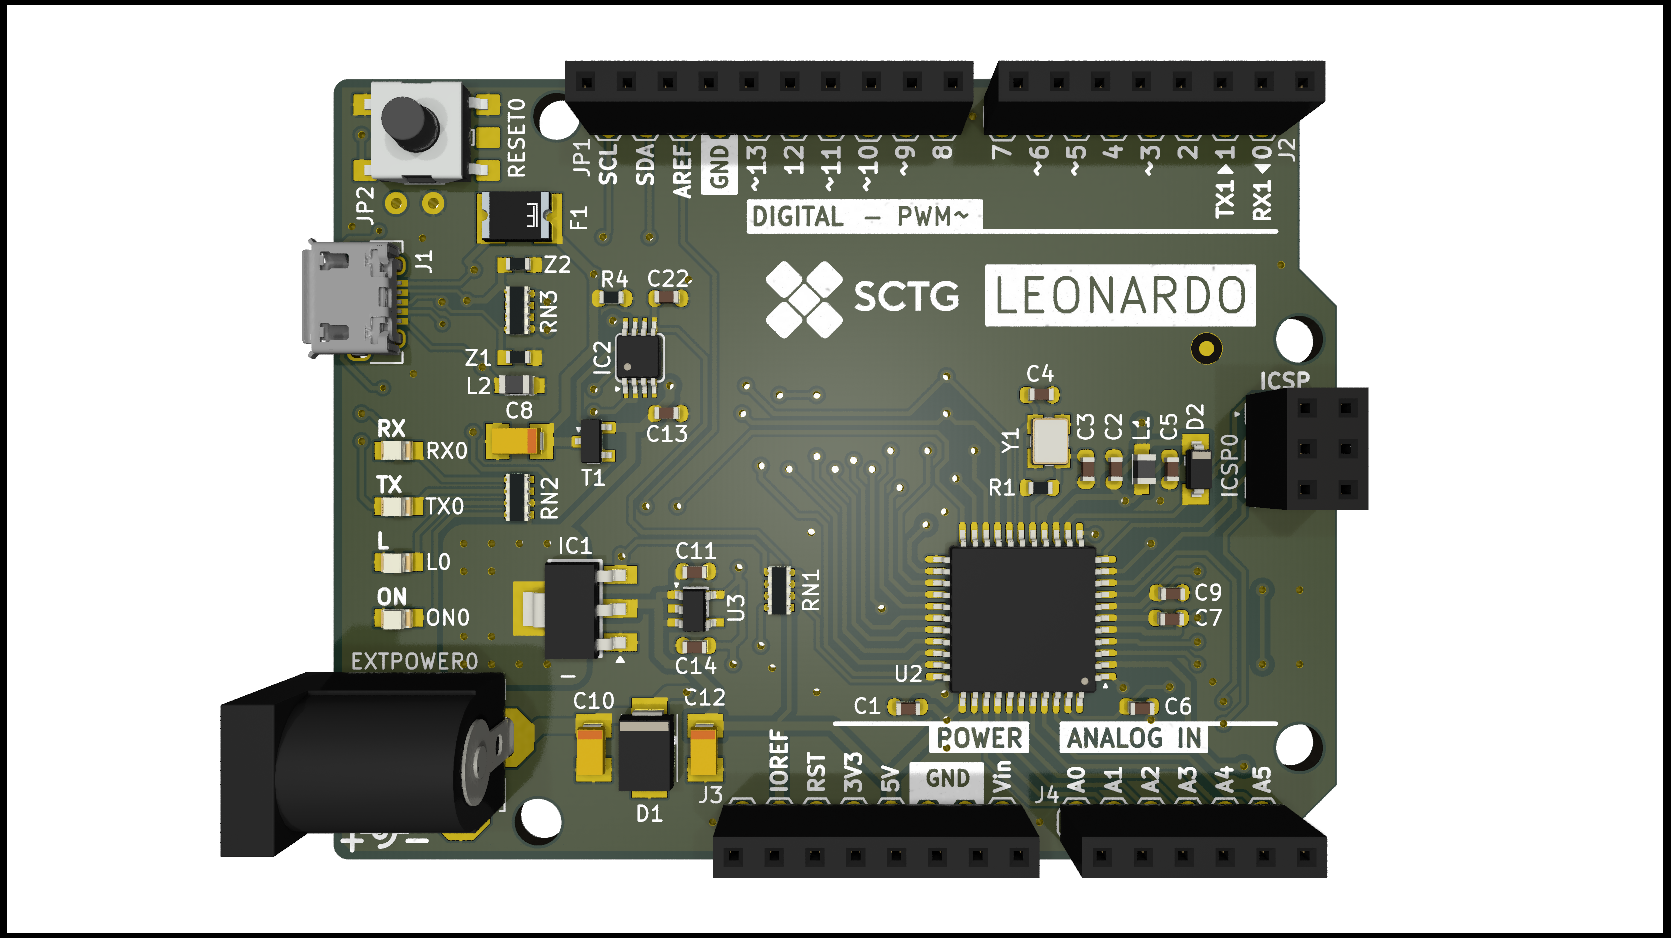 RESET0
JP1
SCL
SDA
AREF
GND
~13
12
~11
~10
~9
8
7
~6
~5
4
~3
2
TX1▶1
RX1◀0
J2
DIGITAL - PWM~
JP2
F1
J1
Z2
RN3
R4
C22
SCTG
LEONARDO
IC2
Z1
L2
C8
C13
T1
RX
RX0
TX
TX0
RN2
L
L0
ON
ON0
EXTPOWER0
C4
Y1
C3
C2
L1
C5
D2
R1
ICSP
ICSP0
IC1
C11
U3
C14
RN1
U2
C9
C7
C1
C6
C10
D1
C12
POWER
ANALOG IN
J3
IOREF
RST
3V3
5V
GND
Vin
J4
A0
A1
A2
A3
A4
A5
+ -